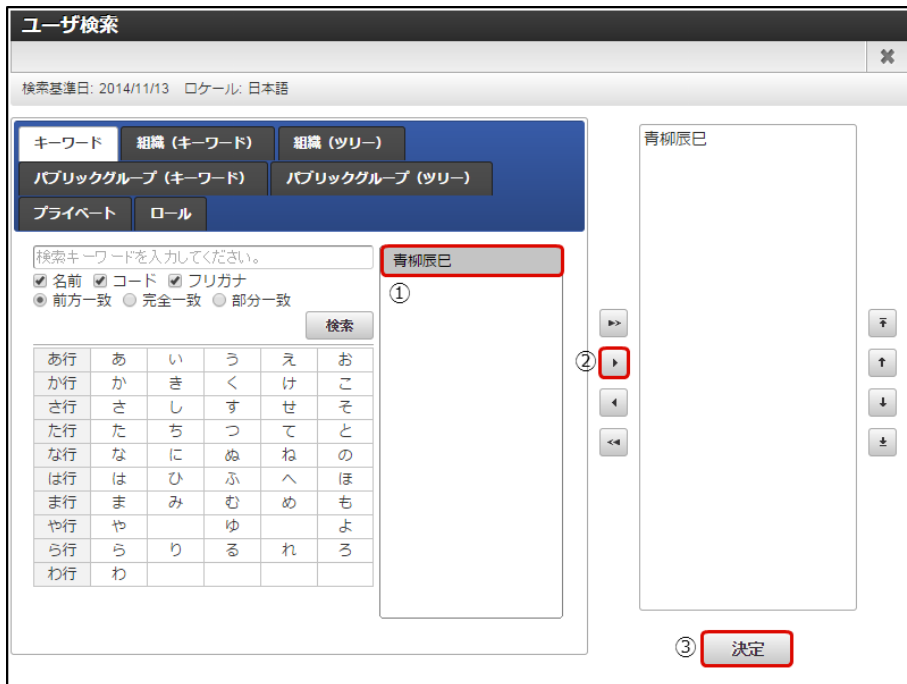 ユーザ検索
検索基準日: 2014/11/13 ロケール: 日本語
キーワード 組織（キーワード） 組織（ツリー）
パブリックグループ（キーワード） パブリックグループ（ツリー）
プライベート ロール
検索キーワードを入力してください。
名前 コード フリガナ
前方一致 完全一致 部分一致
検索
あ行 あ い う え お
か行 か き く け こ
さ行 さ し す せ そ
た行 た ち つ て と
な行 な に ぬ ね の
は行 は ひ ふ へ ほ
ま行 ま み む め も
や行 や ゆ よ
ら行 ら り る れ ろ
わ行 わ
青柳辰巳
①
②
青柳辰巳
③ 決定